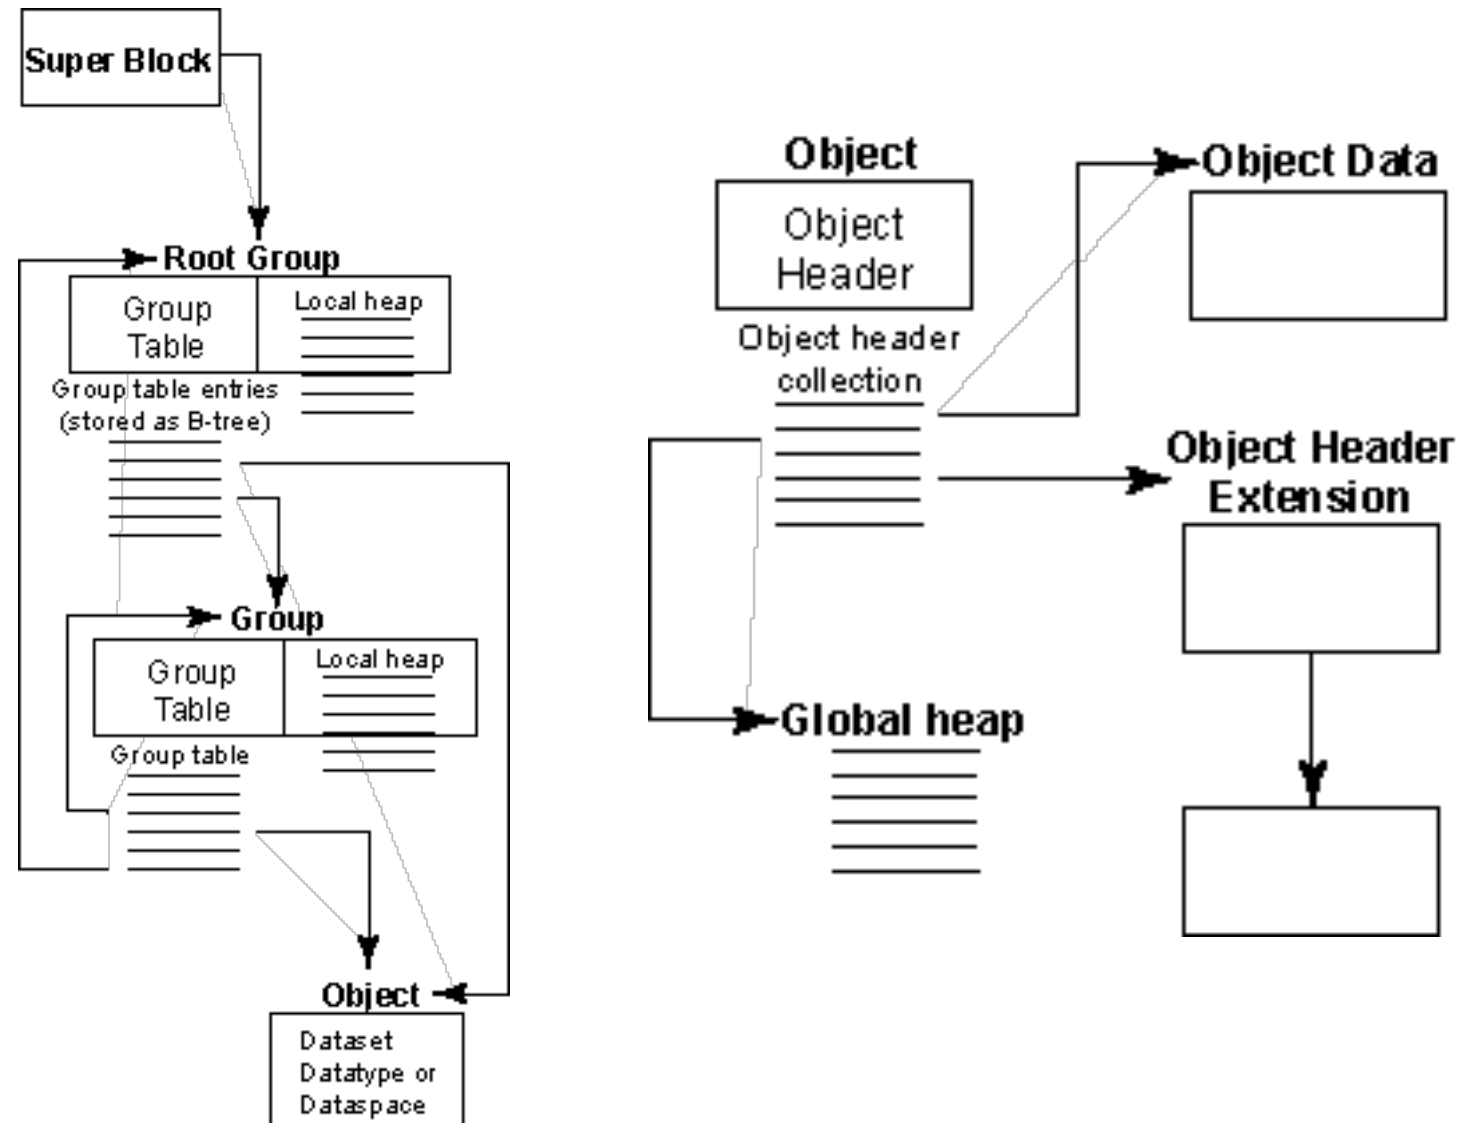 Super Block
Root Group
Group
Table
Local heap
Group table entries
(stored as B-tree)
Group
Group
Table
Local heap
Group table
Object
Dataset
Datatype or
Dataspace
Object
Object
Header
Object header
collection
Object Data
Object Header
Extension
Global heap